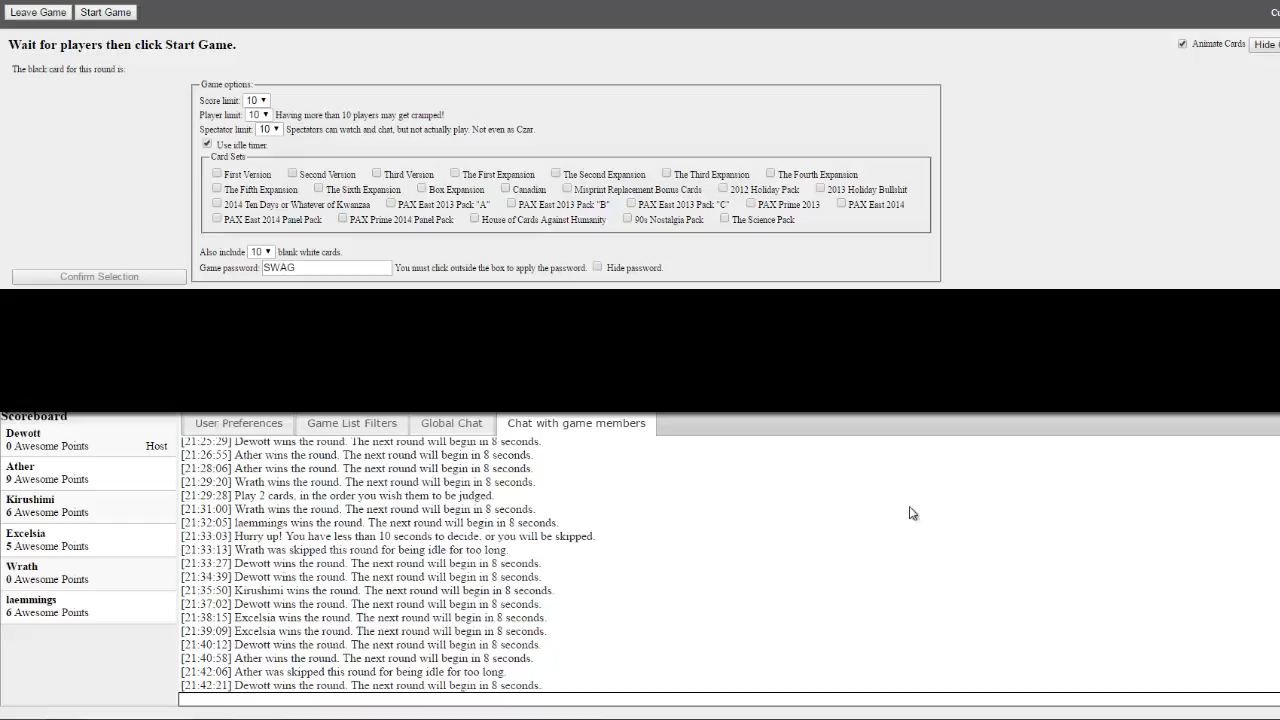 Leave Game Start Game
Wait for players then click Start Game.
Animate Cards Hide
The black card for this round is:
Game options:
Score limit: 10
Player limit: 10 Having more than 10 players may get cramped!
Spectator limit: 10 Spectators can watch and chat, but not actually play. Not even as Czar.
Use idle timer.
Card Sets
First Version Second Version Third Version The First Expansion The Second Expansion The Third Expansion The Fourth Expansion
The Fifth Expansion The Sixth Expansion Box Expansion Canadian Misprint Replacement Bonus Cards 2012 Holiday Pack 2013 Holiday Bullshit
2014 Ten Days or Whatever of Kwanzaa PAX East 2013 Pack "A" PAX East 2013 Pack "B" PAX East 2013 Pack "C" PAX Prime 2013 PAX East 2014
PAX East 2014 Panel Pack PAX Prime 2014 Panel Pack House of Cards Against Humanity 90s Nostalgia Pack The Science Pack
Also include 10 blank white cards.
Game password: SWAG You must click outside the box to apply the password. Hide password.
Confirm Selection
Scoreboard
Dewott
0 Awesome Points Host
Ather
9 Awesome Points
Kirushimi
6 Awesome Points
Excelsia
5 Awesome Points
Wrath
0 Awesome Points
laemmings
6 Awesome Points
User Preferences Game List Filters Global Chat Chat with game members
[21:25:29] Dewott wins the round. The next round will begin in 8 seconds.
[21:26:55] Ather wins the round. The next round will begin in 8 seconds.
[21:28:06] Ather wins the round. The next round will begin in 8 seconds.
[21:29:20] Wrath wins the round. The next round will begin in 8 seconds.
[21:29:28] Play 2 cards, in the order you wish them to be judged.
[21:31:00] Wrath wins the round. The next round will begin in 8 seconds.
[21:32:05] laemmings wins the round. The next round will begin in 8 seconds.
[21:33:03] Hurry up! You have less than 10 seconds to decide, or you will be skipped.
[21:33:13] Wrath was skipped this round for being idle for too long.
[21:33:27] Dewott wins the round. The next round will begin in 8 seconds.
[21:34:39] Dewott wins the round. The next round will begin in 8 seconds.
[21:35:50] Kirushimi wins the round. The next round will begin in 8 seconds.
[21:37:02] Dewott wins the round. The next round will begin in 8 seconds.
[21:38:15] Excelsia wins the round. The next round will begin in 8 seconds.
[21:39:09] Excelsia wins the round. The next round will begin in 8 seconds.
[21:40:12] Dewott wins the round. The next round will begin in 8 seconds.
[21:40:58] Ather wins the round. The next round will begin in 8 seconds.
[21:42:06] Ather was skipped this round for being idle for too long.
[21:42:21] Dewott wins the round. The next round will begin in 8 seconds.